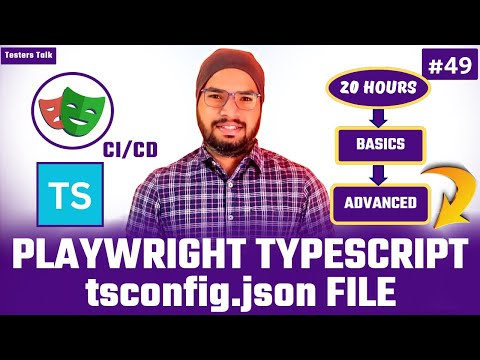 Testers Talk
#49
20 HOURS
CI/CD
BASICS
TS
ADVANCED
PLAYWRIGHT TYPESCRIPT
tsconfig.json FILE